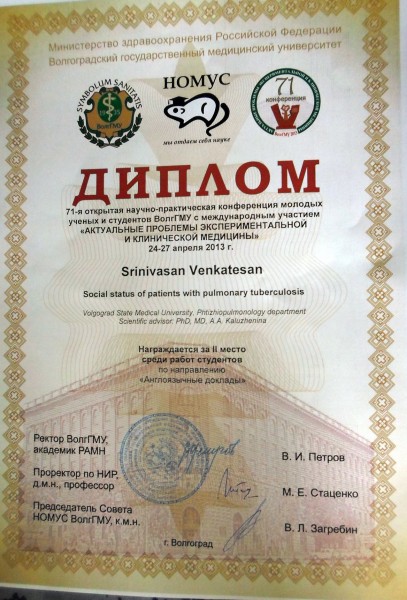 Министерство здравоохранения Российской Федерации
Волгоградский государственный медицинский университет
SYMBOLUM SANITATIS
ВолгГМУ
НОМУС
мы отдаем себя науке
71
конференция
ДИПЛОМ
71-я открытая научно-практическая конференция молодых
ученых и студентов ВолгГМУ с международным участием
«АКТУАЛЬНЫЕ ПРОБЛЕМЫ ЭКСПЕРИМЕНТАЛЬНОЙ
И КЛИНИЧЕСКОЙ МЕДИЦИНЫ»
24-27 апреля 2013 г.
Srinivasan Venkatesan
Social status of patients with pulmonary tuberculosis
Volgograd State Medical University, Phtizhiopulmonology department
Scientific advisor: PhD, MD, A.A. Kaluzhenina
Награждается за II место
среди работ студентов
по направлению
«Англоязычные доклады»
Ректор ВолгГМУ,
академик РАМН
В. И. Петров
Проректор по НИР,
д.м.н., профессор
М. Е. Стаценко
Председатель Совета
НОМУС ВолгГМУ, к.м.н.
В. Л. Загребин
г. Волгоград